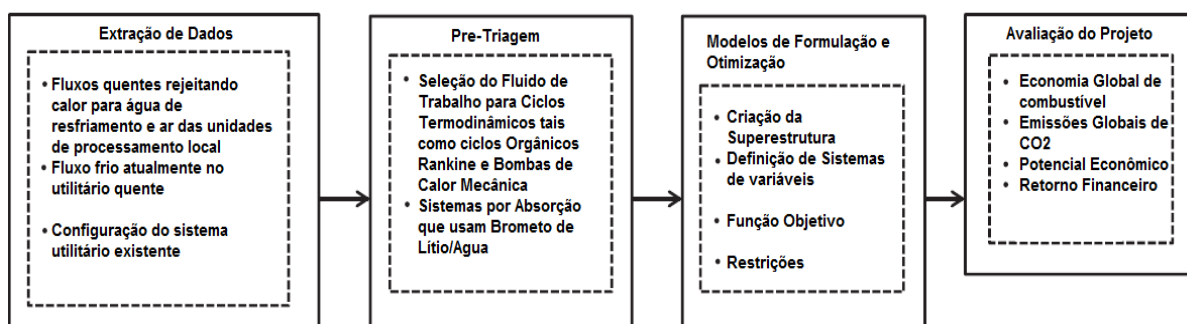 Extração de Dados
• Fluxos quentes rejeitando
calor para água de
resfriamento e ar das unidades
de processamento local
• Fluxo frio atualmente no
utilitário quente
• Configuração do sistema
utilitário existente
Pre-Triagem
• Seleção do Fluido de
Trabalho para Ciclos
Termodinâmicos tais
como ciclos Orgânicos
Rankine e Bombas de
Calor Mecânica
• Sistemas por Absorção
que usam Brometo de
Lítio/Agua
Modelos de Formulação e
Otimização
• Criação da
Superestrutura
• Definição de Sistemas
de variáveis
• Função Objetivo
• Restrições
Avaliação do Projeto
• Economia Global de
combustível
• Emissões Globais de
CO2
• Potencial Econômico
• Retorno Financeiro